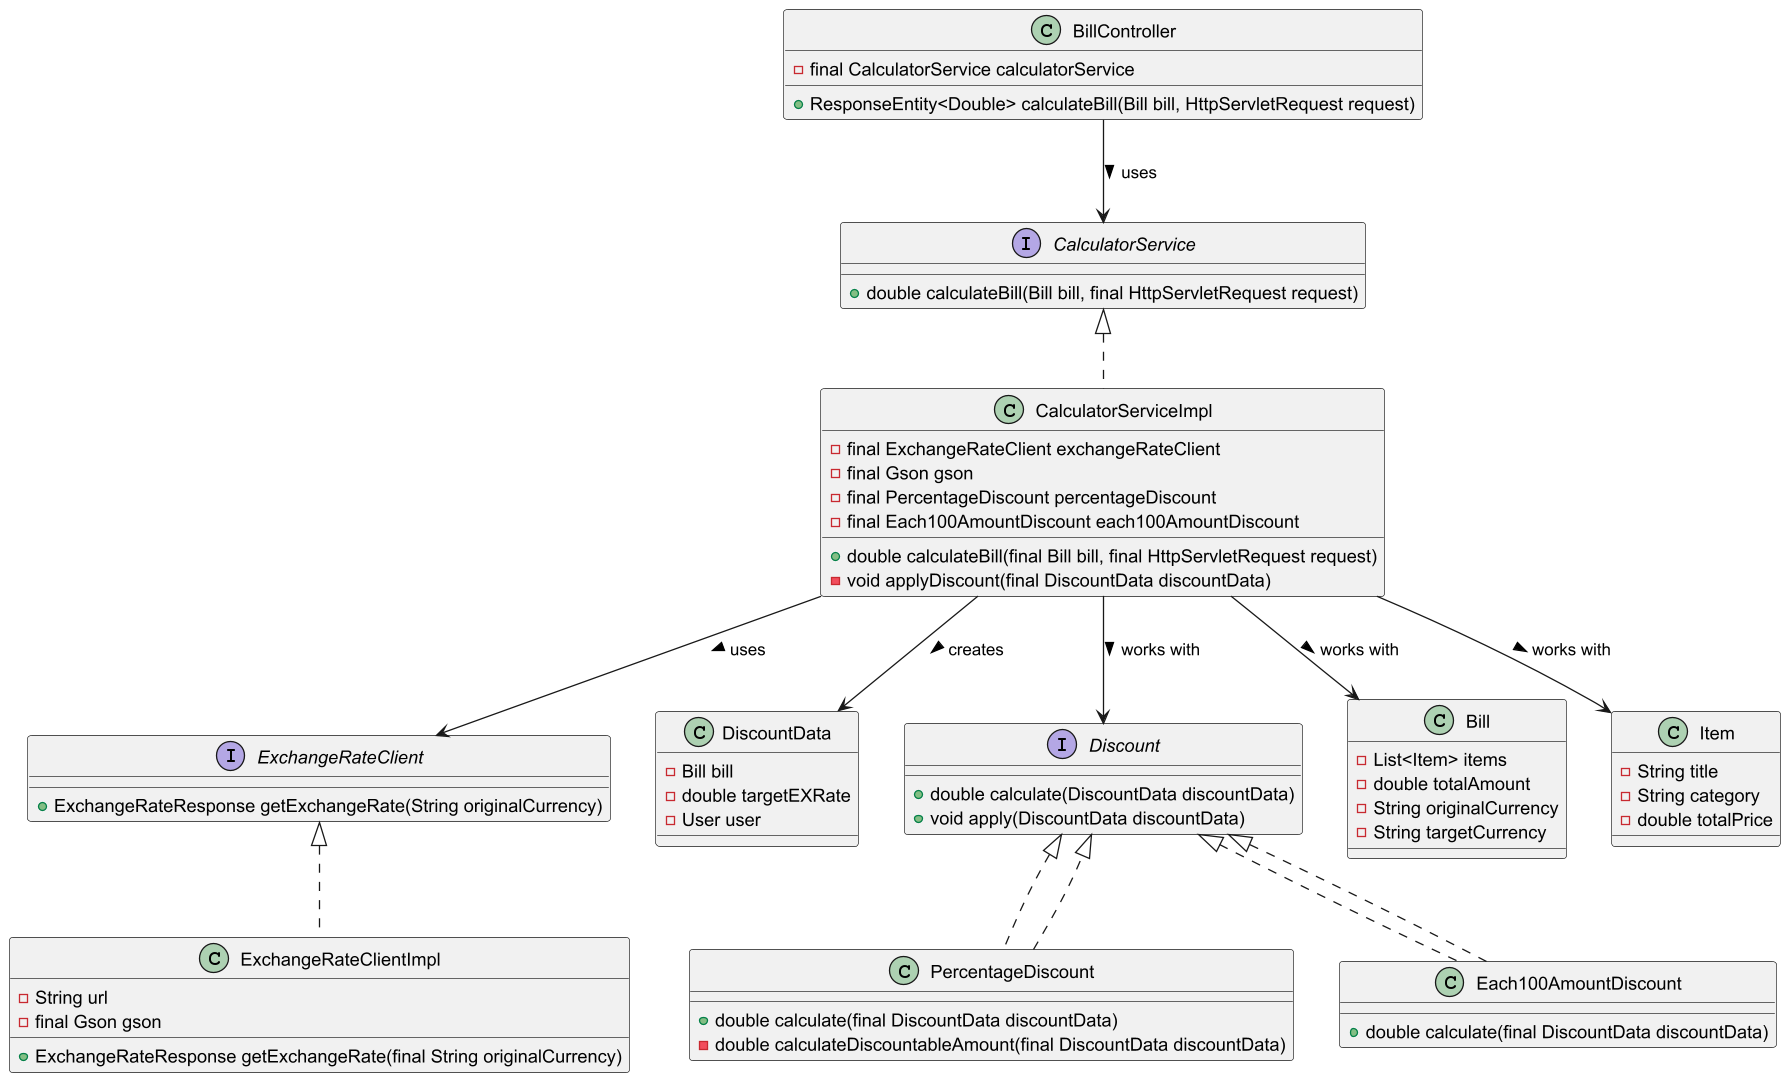 C BillController
final CalculatorService calculatorService
ResponseEntity<Double> calculateBill(Bill bill, HttpServletRequest request)
uses
I CalculatorService
double calculateBill(Bill bill, final HttpServletRequest request)
C CalculatorServiceImpl
final ExchangeRateClient exchangeRateClient
final Gson gson
final PercentageDiscount percentageDiscount
final Each100AmountDiscount each100AmountDiscount
double calculateBill(final Bill bill, final HttpServletRequest request)
void applyDiscount(final DiscountData discountData)
uses
creates
works with
works with
works with
I ExchangeRateClient
ExchangeRateResponse getExchangeRate(String originalCurrency)
C DiscountData
Bill bill
double targetEXRate
User user
I Discount
double calculate(DiscountData discountData)
void apply(DiscountData discountData)
C Bill
List<Item> items
double totalAmount
String originalCurrency
String targetCurrency
C Item
String title
String category
double totalPrice
C ExchangeRateClientImpl
String url
final Gson gson
ExchangeRateResponse getExchangeRate(final String originalCurrency)
C PercentageDiscount
double calculate(final DiscountData discountData)
double calculateDiscountableAmount(final DiscountData discountData)
C Each100AmountDiscount
double calculate(final DiscountData discountData)